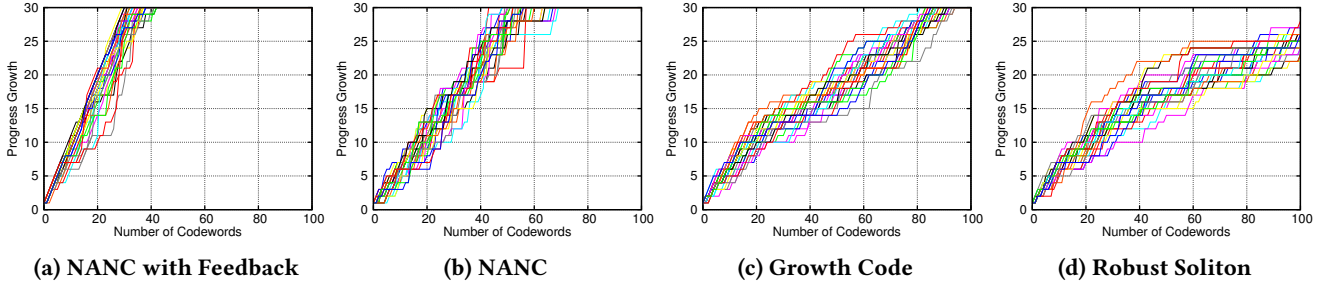 Progress Growth
30
25
20
15
10
5
0
0 20 40 60 80 100
Number of Codewords
(a) NANC with Feedback
Progress Growth
30
25
20
15
10
5
0
0 20 40 60 80 100
Number of Codewords
(b) NANC
Progress Growth
30
25
20
15
10
5
0
0 20 40 60 80 100
Number of Codewords
(c) Growth Code
Progress Growth
30
25
20
15
10
5
0
0 20 40 60 80 100
Number of Codewords
(d) Robust Soliton